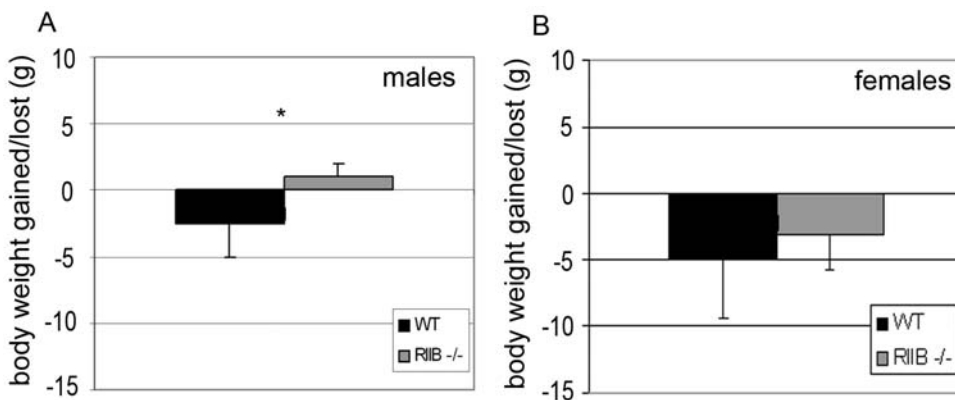 A
body weight gained/lost (g)
10
5
0
-5
-10
-15
males
*
WT
RIIB -/-
B
body weight gained/lost (g)
10
5
0
-5
-10
-15
females
WT
RIIB -/-